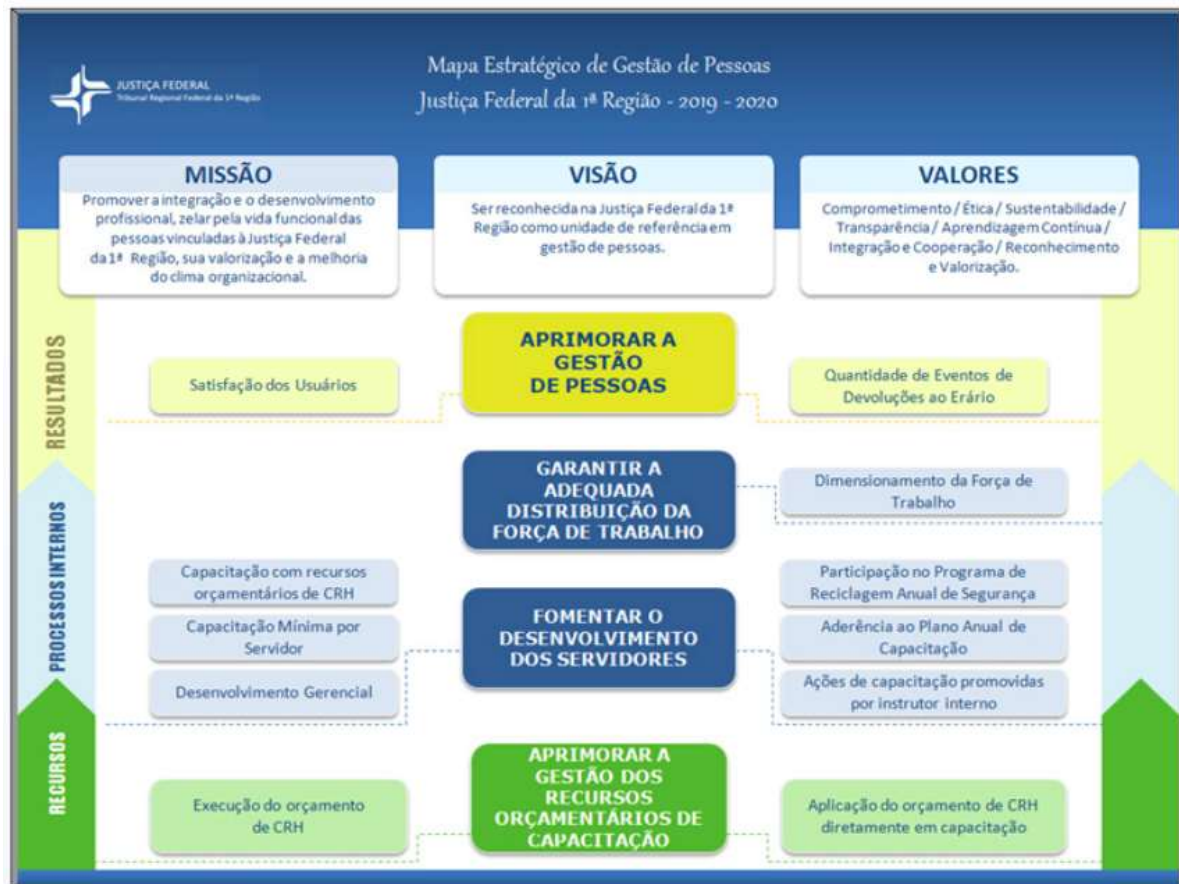 JUSTIÇA FEDERAL
Tribunal Regional Federal da 1ª Região
Mapa Estratégico de Gestão de Pessoas
Justiça Federal da 1ª Região - 2019 - 2020
MISSÃO
Promover a integração e o desenvolvimento
profissional, zelar pela vida funcional das
pessoas vinculadas à Justiça Federal
da 1ª Região, sua valorização e a melhoria
do clima organizacional.
VISÃO
Ser reconhecida na Justiça Federal da 1ª
Região como unidade de referência em
gestão de pessoas.
VALORES
Comprometimento / Ética / Sustentabilidade /
Transparência / Aprendizagem Contínua /
Integração e Cooperação / Reconhecimento
e Valorização.
RESULTADOS
Satisfação dos Usuários
APRIMORAR A
GESTÃO
DE PESSOAS
Quantidade de Eventos de
Devoluções ao Erário
PROCESSOS INTERNOS
GARANTIR A
ADEQUADA
DISTRIBUIÇÃO DA
FORÇA DE TRABALHO
Dimensionamento da Força de
Trabalho
Capacitação com recursos
orçamentários de CRH
Capacitação Mínima por
Servidor
Desenvolvimento Gerencial
FOMENTAR O
DESENVOLVIMENTO
DOS SERVIDORES
Participação no Programa de
Reciclagem Anual de Segurança
Aderência ao Plano Anual de
Capacitação
Ações de capacitação promovidas
por instrutor interno
RECURSOS
Execução do orçamento
de CRH
APRIMORAR A
GESTÃO DOS
RECURSOS
ORÇAMENTÁRIOS DE
CAPACITAÇÃO
Aplicação do orçamento de CRH
diretamente em capacitação